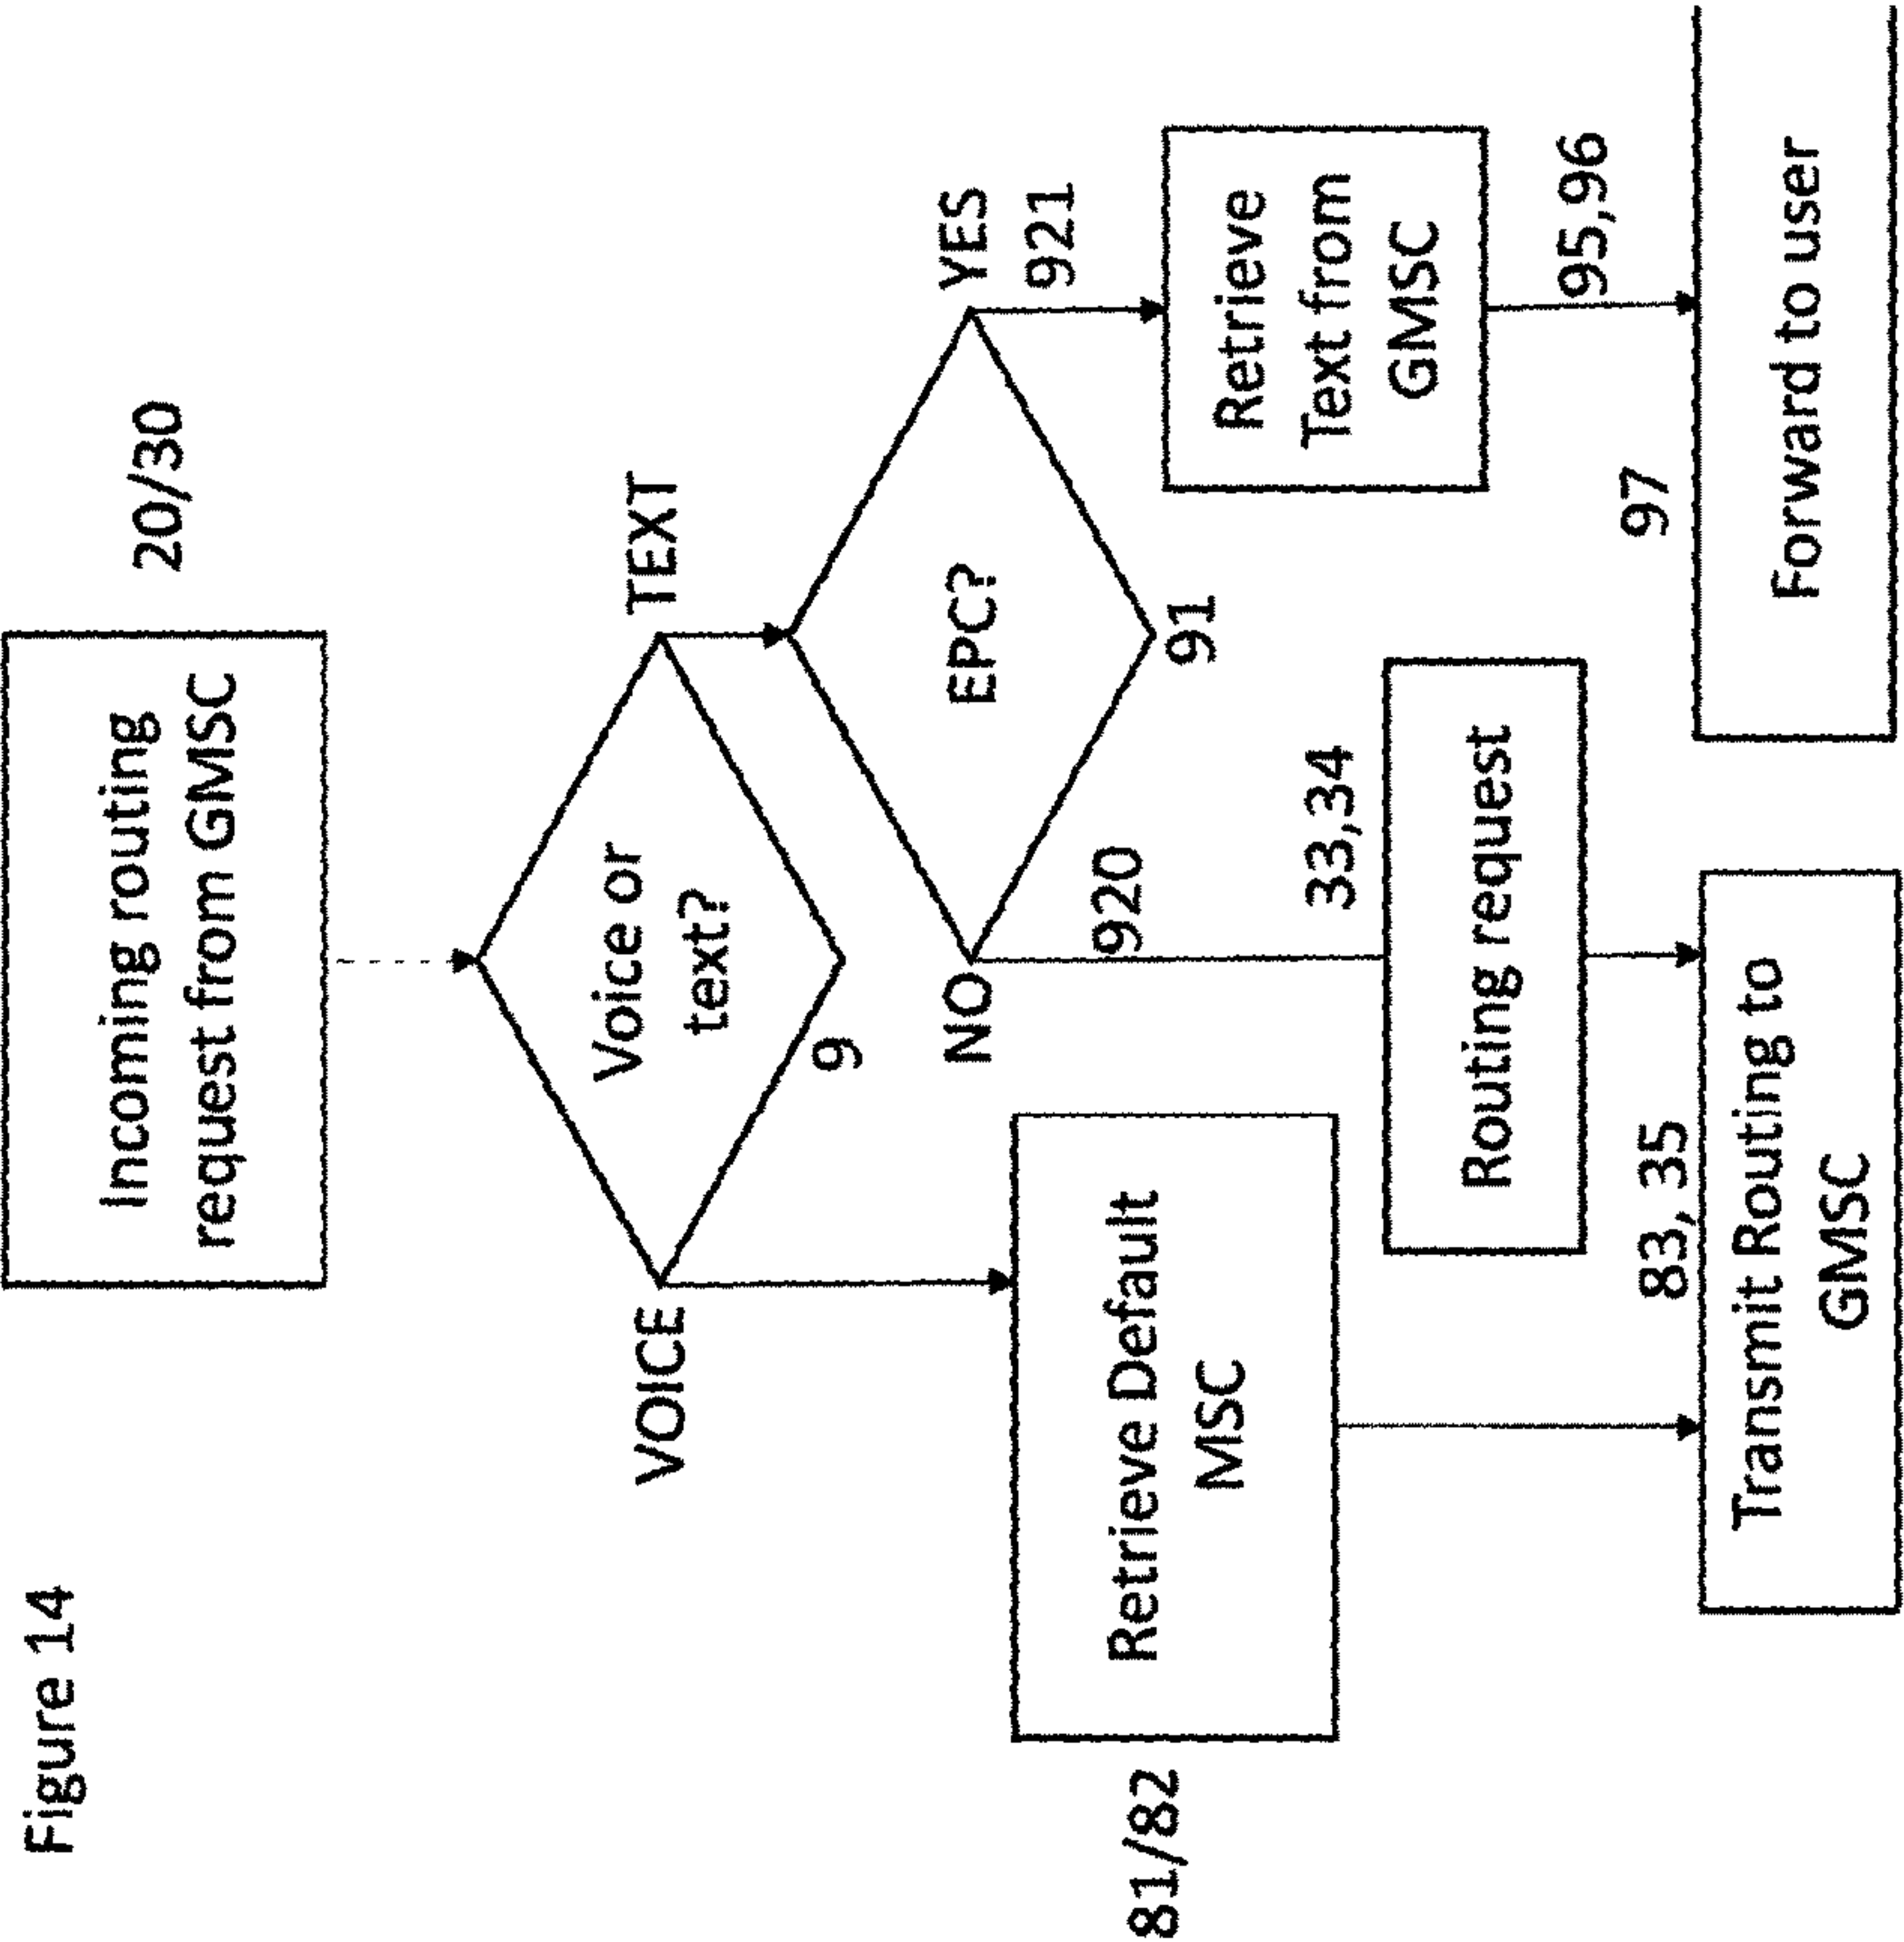 Figure 14
Incoming routing
request from GMSC
20/30
Voice or
text?
9
VOICE
TEXT
EPC?
91
NO
920
YES
921
81/82
Retrieve Default
MSC
33,34
Routing request
Retrieve
Text from
GMSC
95,96
83, 35
Transmit Routing to
GMSC
97
Forward to user